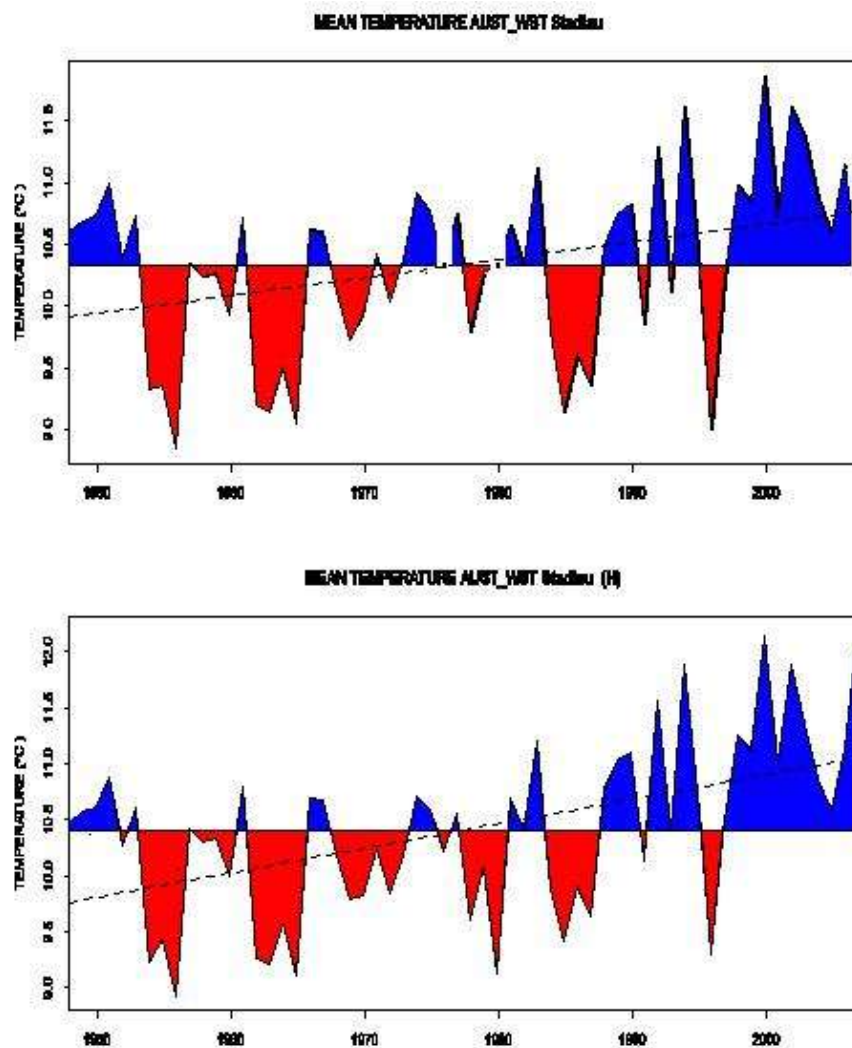 MEAN TEMPERATURE AUST_WST Stadlau
TEMPERATURE (°C)
11.5
11.0
10.5
10.0
9.5
9.0
1950 1960 1970 1980 1990 2000
MEAN TEMPERATURE AUST_WST Stadlau (H)
TEMPERATURE (°C)
12.0
11.5
11.0
10.5
10.0
9.5
9.0
1950 1960 1970 1980 1990 2000